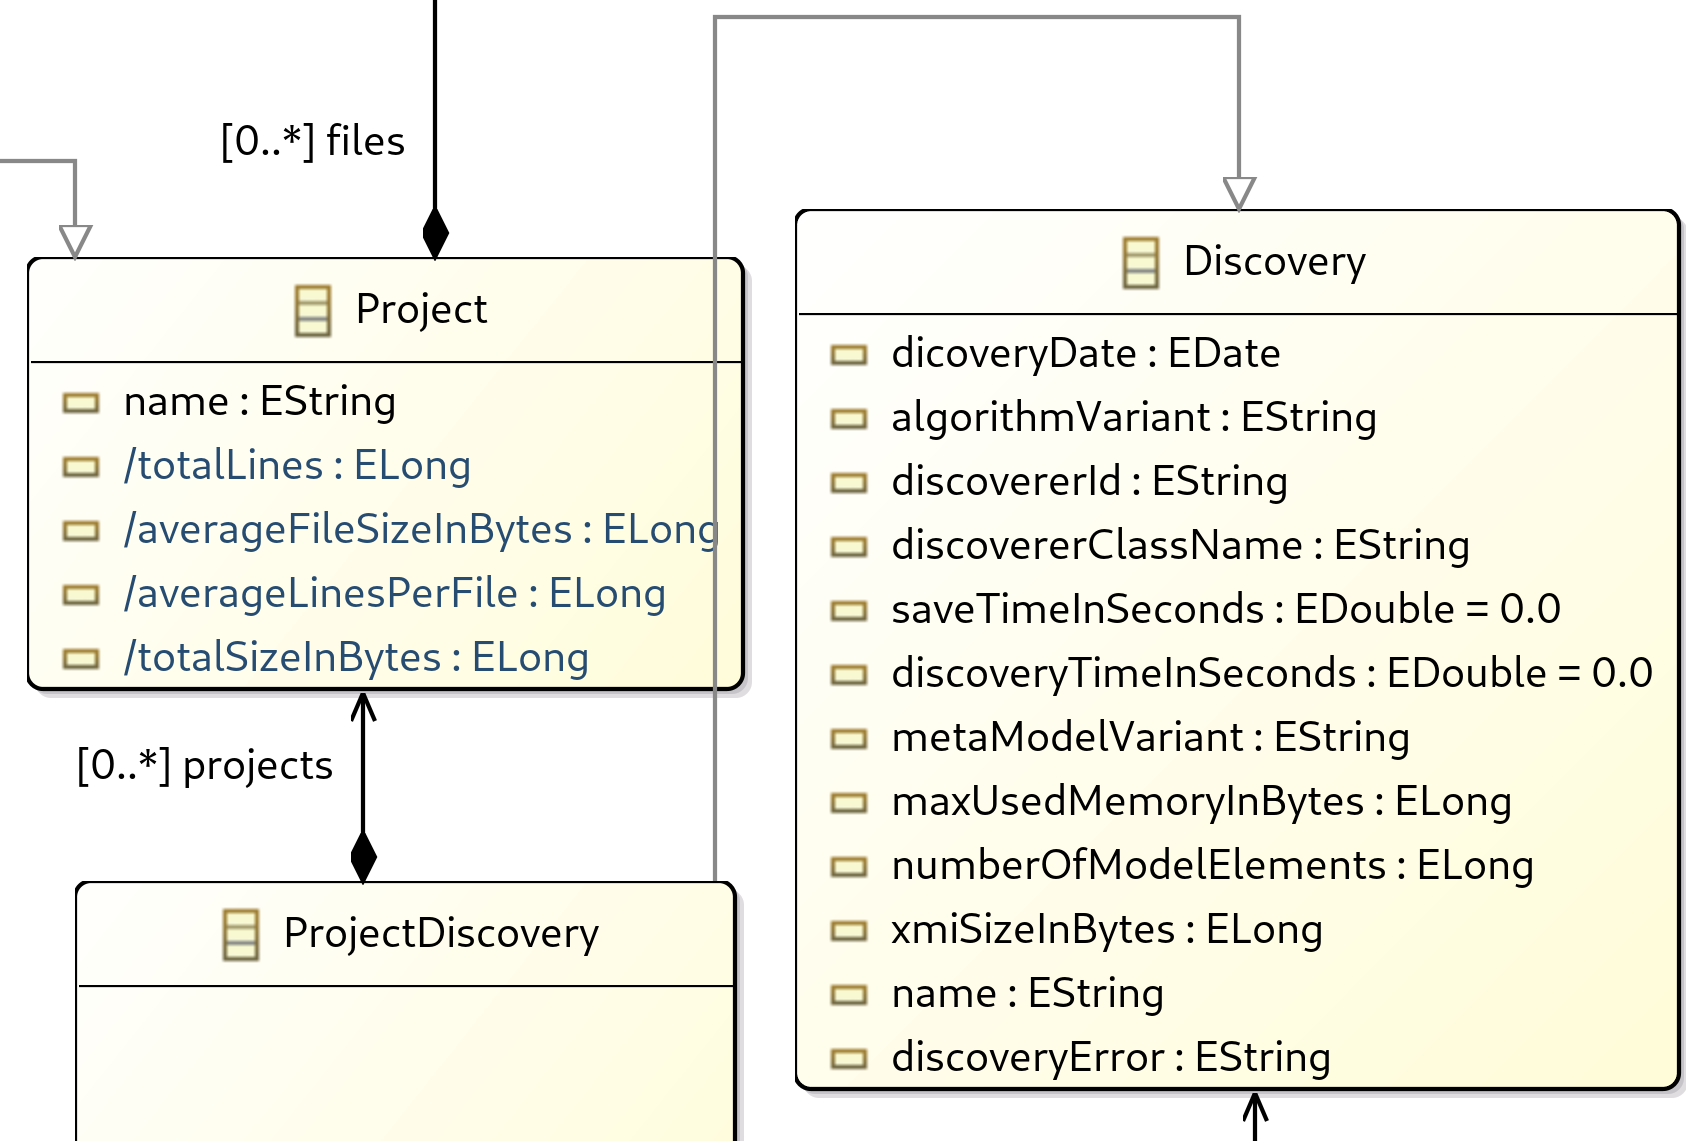 [0..*] files
Project
name : EString
/totalLines : ELong
/averageFileSizeInBytes : ELong
/averageLinesPerFile : ELong
/totalSizeInBytes : ELong
[0..*] projects
ProjectDiscovery
Discovery
dicoveryDate : EDate
algorithmVariant : EString
discovererId : EString
discovererClassName : EString
saveTimeInSeconds : EDouble = 0.0
discoveryTimeInSeconds : EDouble = 0.0
metaModelVariant : EString
maxUsedMemoryInBytes : ELong
numberOfModelElements : ELong
xmiSizeInBytes : ELong
name : EString
discoveryError : EString